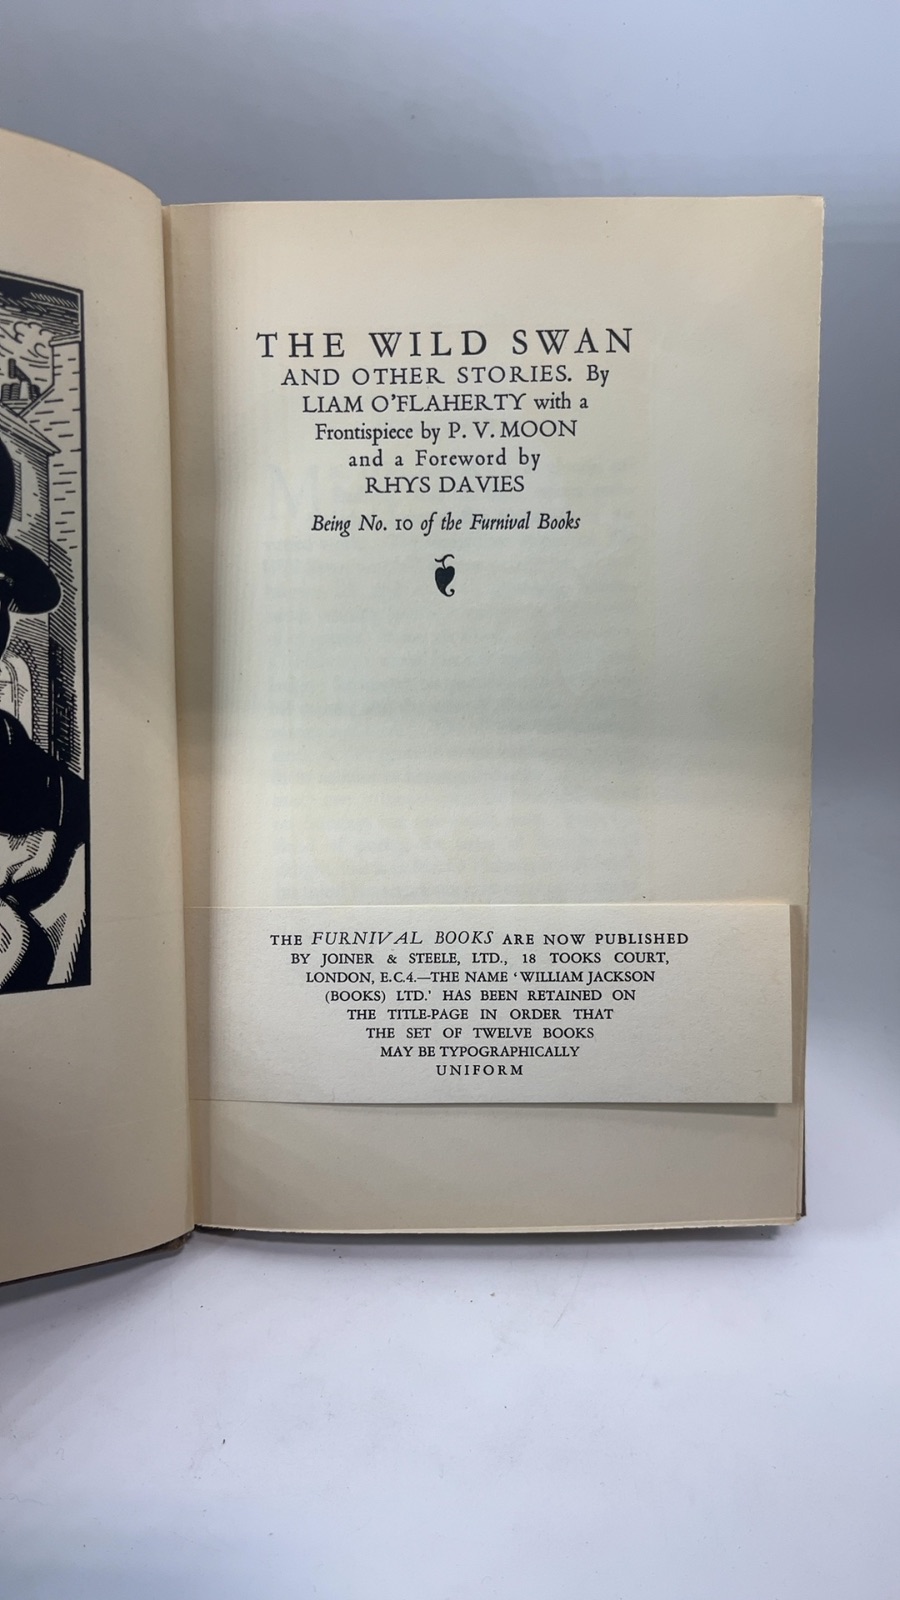 THE WILD SWAN
AND OTHER STORIES. By
LIAM O'FLAHERTY with a
Frontispiece by P. V. MOON
and a Foreword by
RHYS DAVIES
Being No. 10 of the Furnival Books
THE FURNIVAL BOOKS ARE NOW PUBLISHED
BY JOINER & STEELE, LTD., 18 TOOKS COURT,
LONDON, E.C.4.—THE NAME ‘WILLIAM JACKSON
(BOOKS) LTD.’ HAS BEEN RETAINED ON
THE TITLE-PAGE IN ORDER THAT
THE SET OF TWELVE BOOKS
MAY BE TYPOGRAPHICALLY
UNIFORM